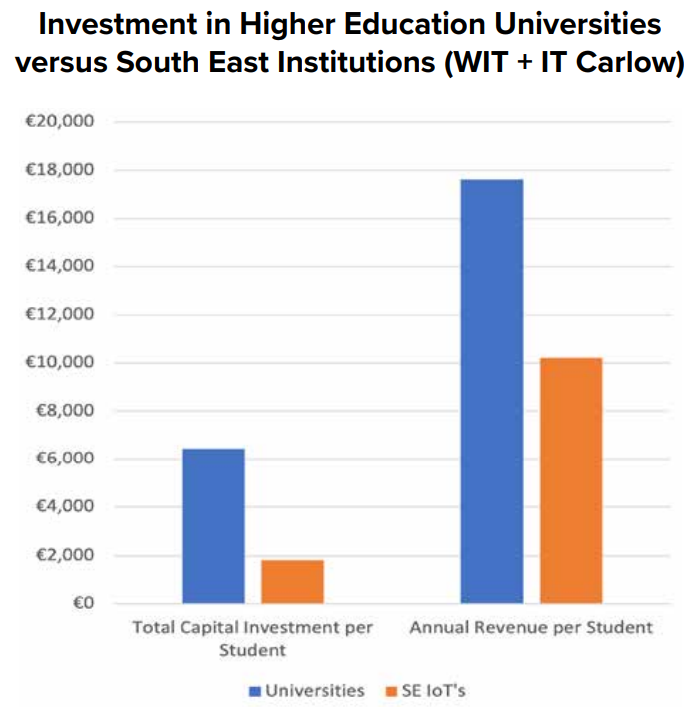 Investment in Higher Education Universities
versus South East Institutions (WIT + IT Carlow)
€20,000
€18,000
€16,000
€14,000
€12,000
€10,000
€8,000
€6,000
€4,000
€2,000
€0
Total Capital Investment per
Student
Annual Revenue per Student
Universities
SE IoT's